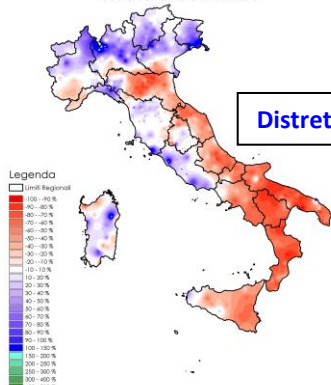 Distret
Legenda
Limiti Regionali
-100 - -90 %
-90 - -80 %
-80 - -70 %
-70 - -60 %
-60 - -50 %
-50 - -40 %
-40 - -30 %
-30 - -20 %
-20 - -10 %
-10 - 10 %
10 - 20 %
20 - 30 %
30 - 40 %
40 - 50 %
50 - 60 %
60 - 70 %
70 - 80 %
80 - 90 %
90 - 100 %
100 - 150 %
150 - 200 %
200 - 250 %
250 - 300 %
300 - 400 %